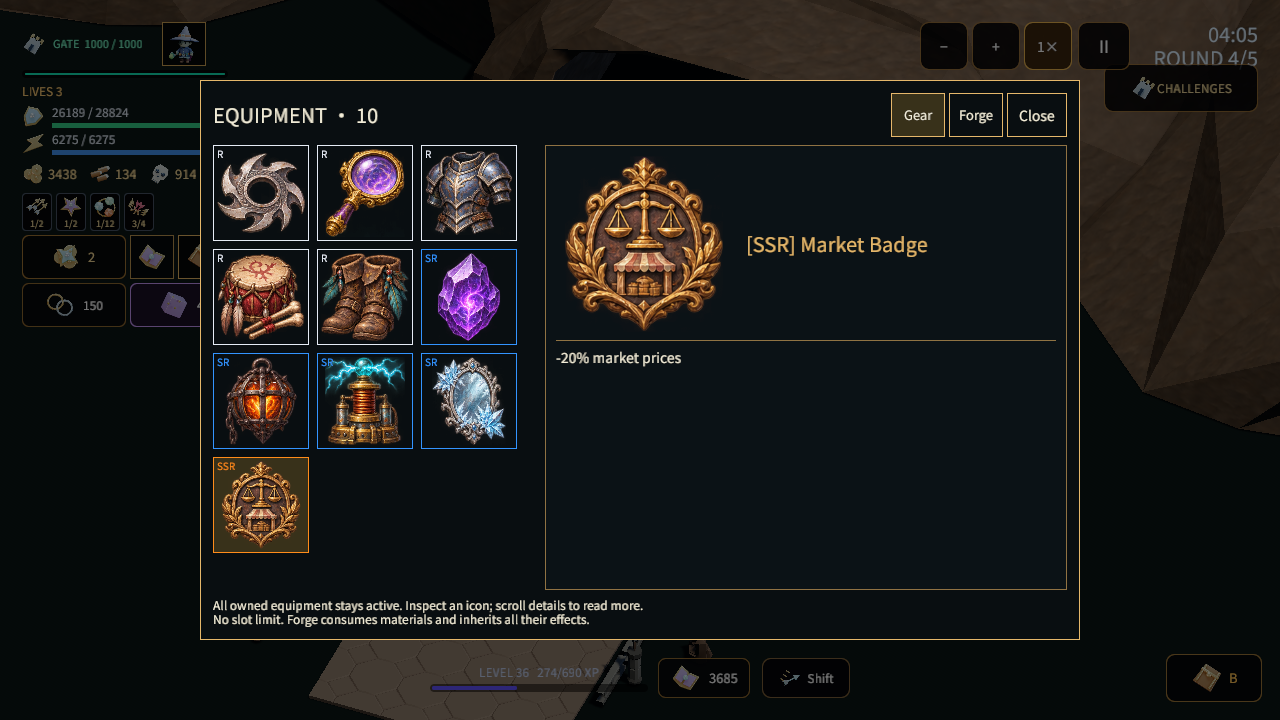 GATE 1000 / 1000
LIVES 3
26189 / 28824
6275 / 6275
3438
134
914
1/2
1/2
1/12
3/4
2
150
− + 1×
04:05
ROUND 4/5
CHALLENGES
EQUIPMENT • 10
Gear
Forge
Close
R
R
R
R
R
SR
SR
SR
SR
SSR
[SSR] Market Badge
-20% market prices
All owned equipment stays active. Inspect an icon; scroll details to read more.
No slot limit. Forge consumes materials and inherits all their effects.
LEVEL 36 274/690 XP
3685
Shift
B